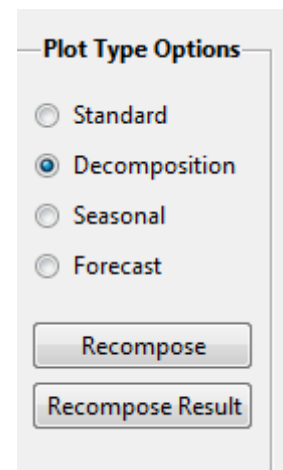 Plot Type Options
Standard
Decomposition
Seasonal
Forecast
Recompose
Recompose Result